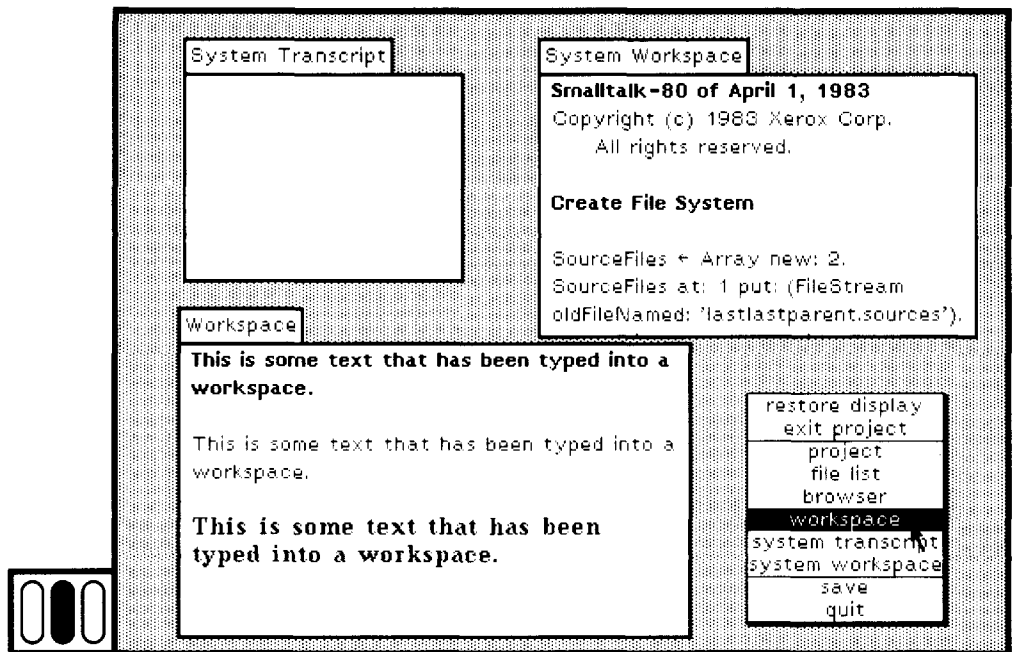 System Transcript
System Workspace
Smalltalk-80 of April 1, 1983
Copyright (c) 1983 Xerox Corp.
All rights reserved.
Create File System
SourceFiles ← Array new: 2.
SourceFiles at: 1 put: (FileStream
oldFileNamed: 'lastlastparent.sources').
Workspace
This is some text that has been typed into a
workspace.
This is some text that has been typed into a
workspace.
This is some text that has been
typed into a workspace.
restore display
exit project
project
file list
browser
workspace
system transcript
system workspace
save
quit